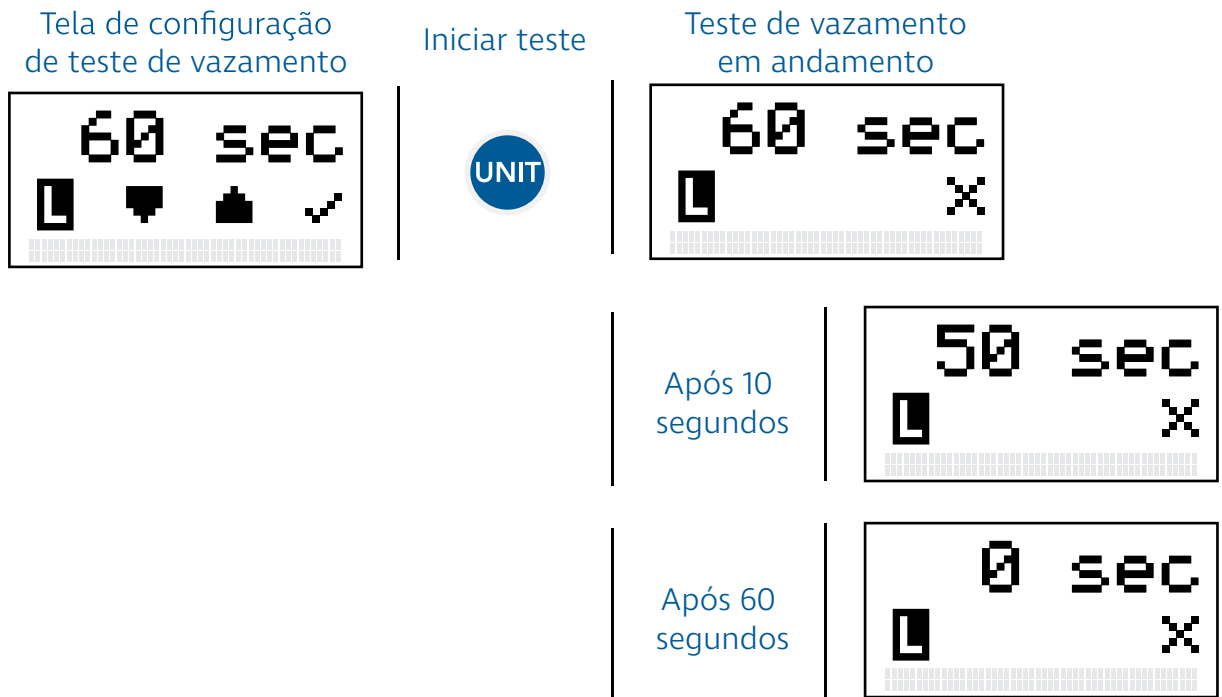 Tela de configuração
de teste de vazamento
60 sec
L
Iniciar teste
UNIT
Teste de vazamento
em andamento
60 sec
L
Após 10
segundos
50 sec
L
Após 60
segundos
0 sec
L